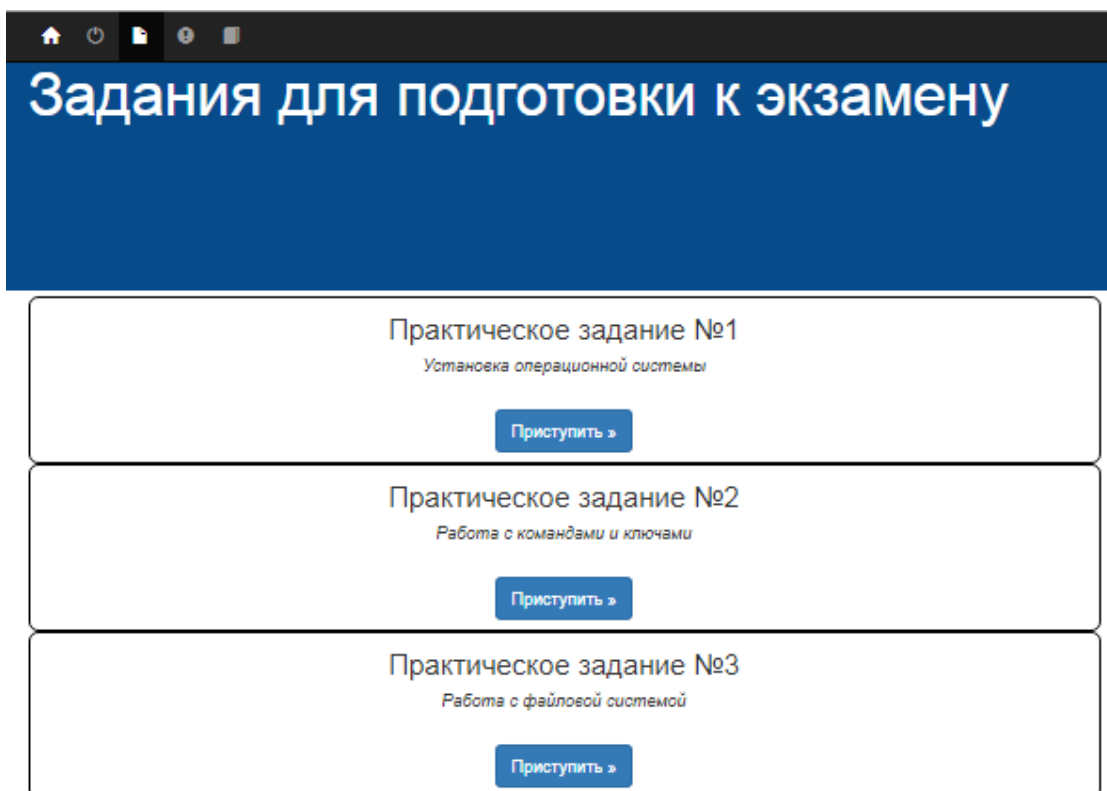 Задания для подготовки к экзамену
Практическое задание №1
Установка операционной системы
Приступить »
Практическое задание №2
Работа с командами и ключами
Приступить »
Практическое задание №3
Работа с файловой системой
Приступить »